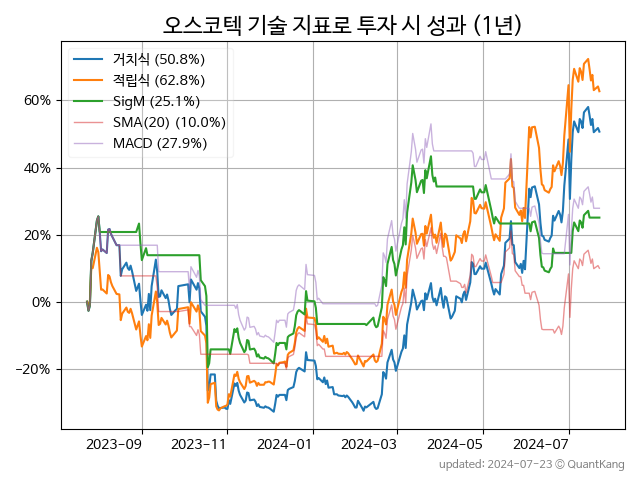 오스코텍 기술 지표로 투자 시 성과 (1년)
거치식 (50.8%)
적립식 (62.8%)
SigM (25.1%)
SMA(20) (10.0%)
MACD (27.9%)
60%
40%
20%
0%
−20%
2023-09 2023-11 2024-01 2024-03 2024-05 2024-07
updated: 2024-07-23 © QuantKang